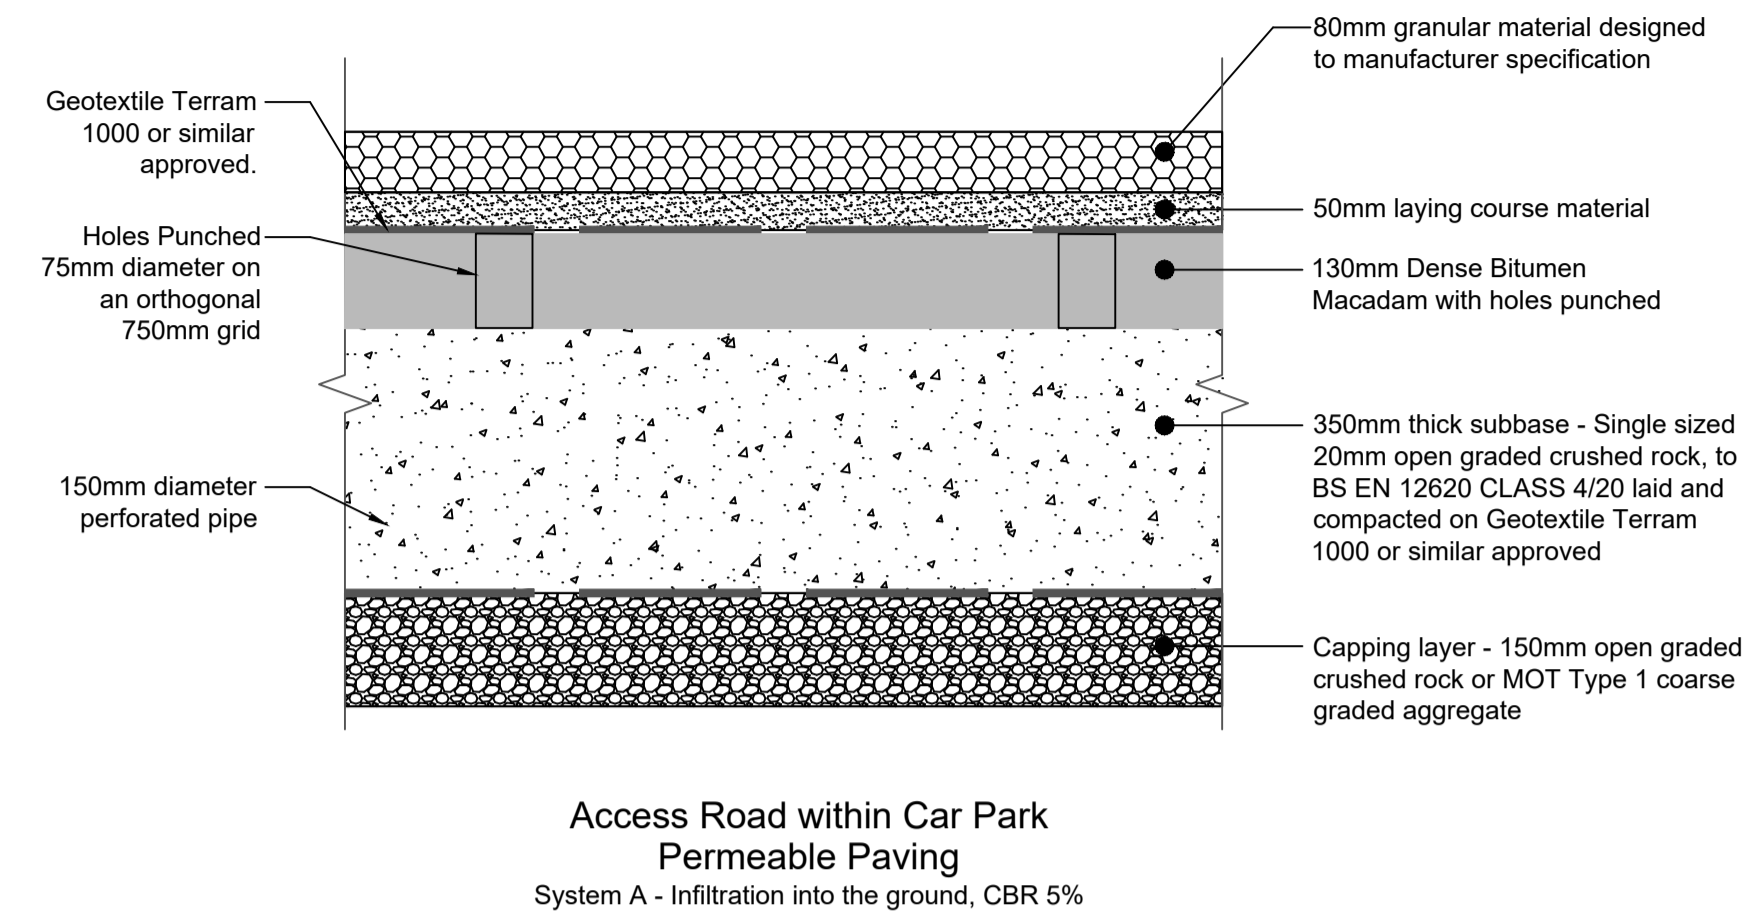 80mm granular material designed
to manufacturer specification
Geotextile Terram
1000 or similar
approved.
50mm laying course material
Holes Punched
75mm diameter on
an orthogonal
750mm grid
130mm Dense Bitumen
Macadam with holes punched
350mm thick subbase - Single sized
20mm open graded crushed rock, to
BS EN 12620 CLASS 4/20 laid and
compacted on Geotextile Terram
1000 or similar approved
150mm diameter
perforated pipe
Capping layer - 150mm open graded
crushed rock or MOT Type 1 coarse
graded aggregate
Access Road within Car Park
Permeable Paving
System A - Infiltration into the ground, CBR 5%